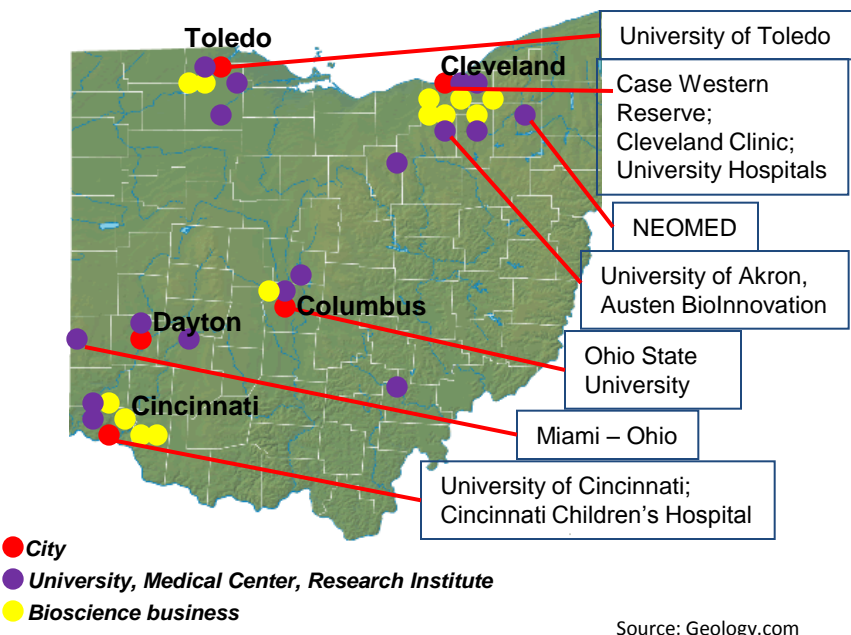 Toledo
University of Toledo
Cleveland
Case Western
Reserve;
Cleveland Clinic;
University Hospitals
NEOMED
University of Akron,
Austen BioInnovation
Columbus
Dayton
Ohio State
University
Cincinnati
Miami – Ohio
University of Cincinnati;
Cincinnati Children’s Hospital
City
University, Medical Center, Research Institute
Bioscience business
Source: Geology.com